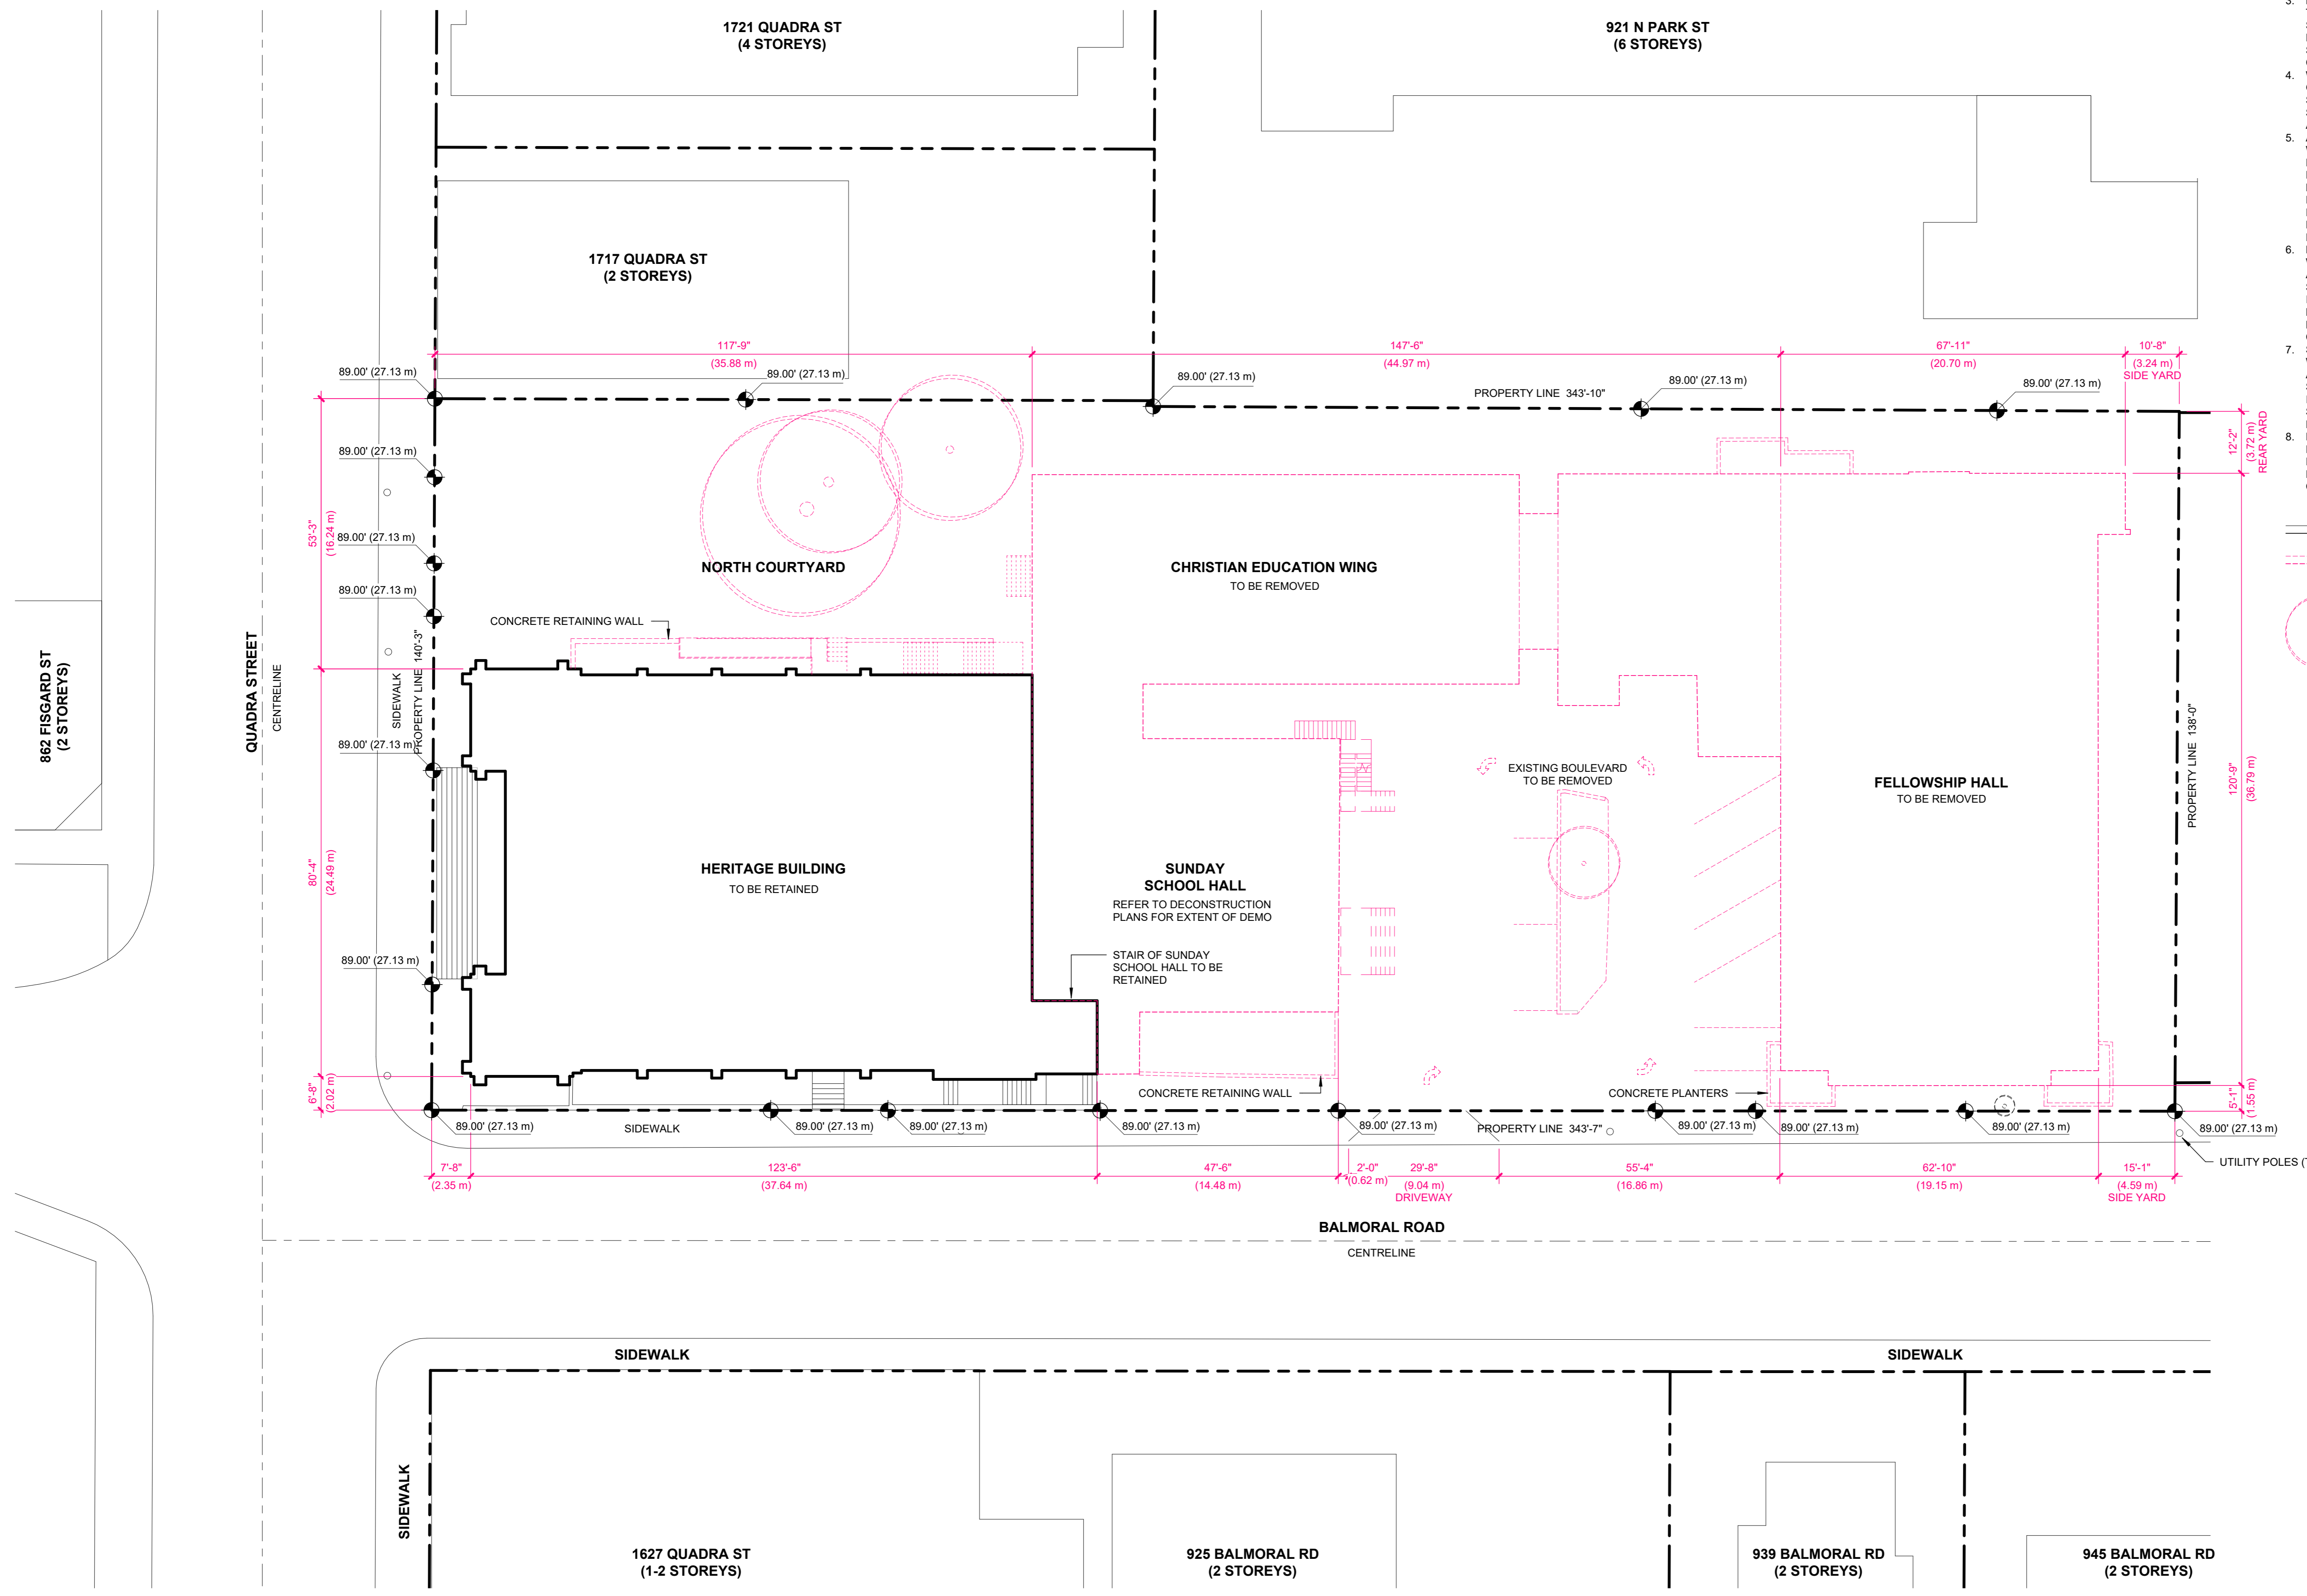 1721 QUADRA ST
(4 STOREYS)
921 N PARK ST
(6 STOREYS)
3.
4.
5.
6.
7.
8.
1717 QUADRA ST
(2 STOREYS)
117'-9"
(35.88 m)
147'-6"
(44.97 m)
67'-11"
(20.70 m)
10'-8"
(3.24 m)
SIDE YARD
89.00' (27.13 m)
89.00' (27.13 m)
89.00' (27.13 m)
89.00' (27.13 m)
89.00' (27.13 m)
PROPERTY LINE 343'-10"
12'-2"
(3.72 m)
REAR YARD
89.00' (27.13 m)
53'-3"
(16.24 m)
89.00' (27.13 m)
89.00' (27.13 m)
NORTH COURTYARD
CHRISTIAN EDUCATION WING
TO BE REMOVED
CONCRETE RETAINING WALL
862 FISGARD ST
(2 STOREYS)
QUADRA STREET
CENTRELINE
SIDEWALK
PROPERTY LINE 140'-3"
89.00' (27.13 m)
EXISTING BOULEVARD
TO BE REMOVED
FELLOWSHIP HALL
TO BE REMOVED
PROPERTY LINE 138'-0"
120'-9"
(36.79 m)
80'-4"
(24.49 m)
HERITAGE BUILDING
TO BE RETAINED
SUNDAY
SCHOOL HALL
REFER TO DECONSTRUCTION
PLANS FOR EXTENT OF DEMO
STAIR OF SUNDAY
SCHOOL HALL TO BE
RETAINED
89.00' (27.13 m)
6'-8"
(2.02 m)
CONCRETE RETAINING WALL
CONCRETE PLANTERS
5'-1"
(1.55 m)
89.00' (27.13 m)
SIDEWALK
89.00' (27.13 m)
89.00' (27.13 m)
89.00' (27.13 m)
89.00' (27.13 m)
PROPERTY LINE 343'-7"
89.00' (27.13 m)
89.00' (27.13 m)
89.00' (27.13 m)
89.00' (27.13 m)
UTILITY POLES (
7'-8"
(2.35 m)
123'-6"
(37.64 m)
47'-6"
(14.48 m)
2'-0"
(0.62 m)
29'-8"
(9.04 m)
DRIVEWAY
55'-4"
(16.86 m)
62'-10"
(19.15 m)
15'-1"
(4.59 m)
SIDE YARD
BALMORAL ROAD
CENTRELINE
SIDEWALK
SIDEWALK
SIDEWALK
1627 QUADRA ST
(1-2 STOREYS)
925 BALMORAL RD
(2 STOREYS)
939 BALMORAL RD
(2 STOREYS)
945 BALMORAL RD
(2 STOREYS)